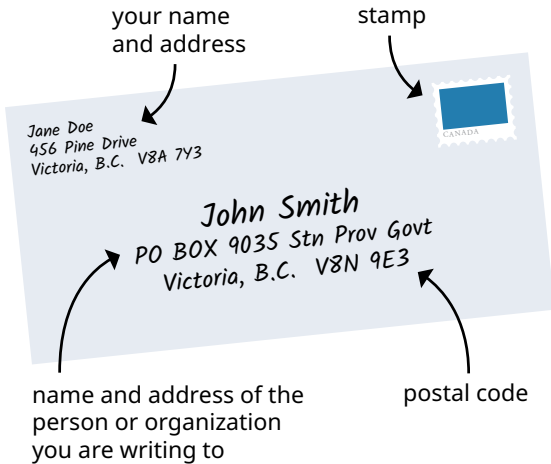 your name
and address
stamp
Jane Doe
456 Pine Drive
Victoria, B.C. V8A 7Y3
CANADA
John Smith
PO BOX 9035 Stn Prov Govt
Victoria, B.C. V8N 9E3
name and address of the
person or organization
you are writing to
postal code